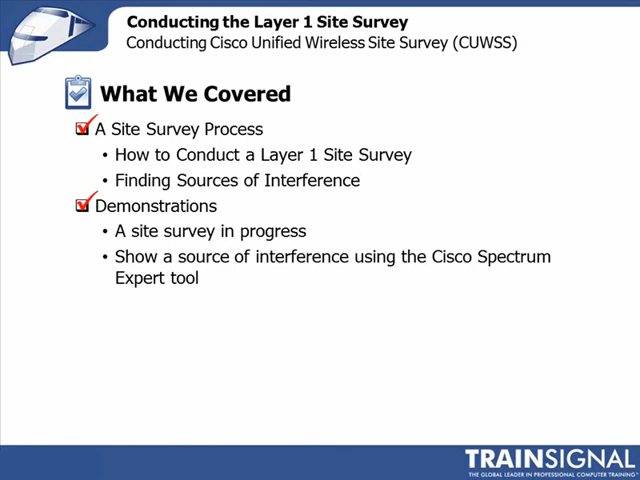 Conducting the Layer 1 Site Survey
Conducting Cisco Unified Wireless Site Survey (CUWSS)
What We Covered
A Site Survey Process
• How to Conduct a Layer 1 Site Survey
• Finding Sources of Interference
Demonstrations
• A site survey in progress
• Show a source of interference using the Cisco Spectrum
Expert tool
TRAINSIGNAL
THE GLOBAL LEADER IN PROFESSIONAL COMPUTER TRAINING